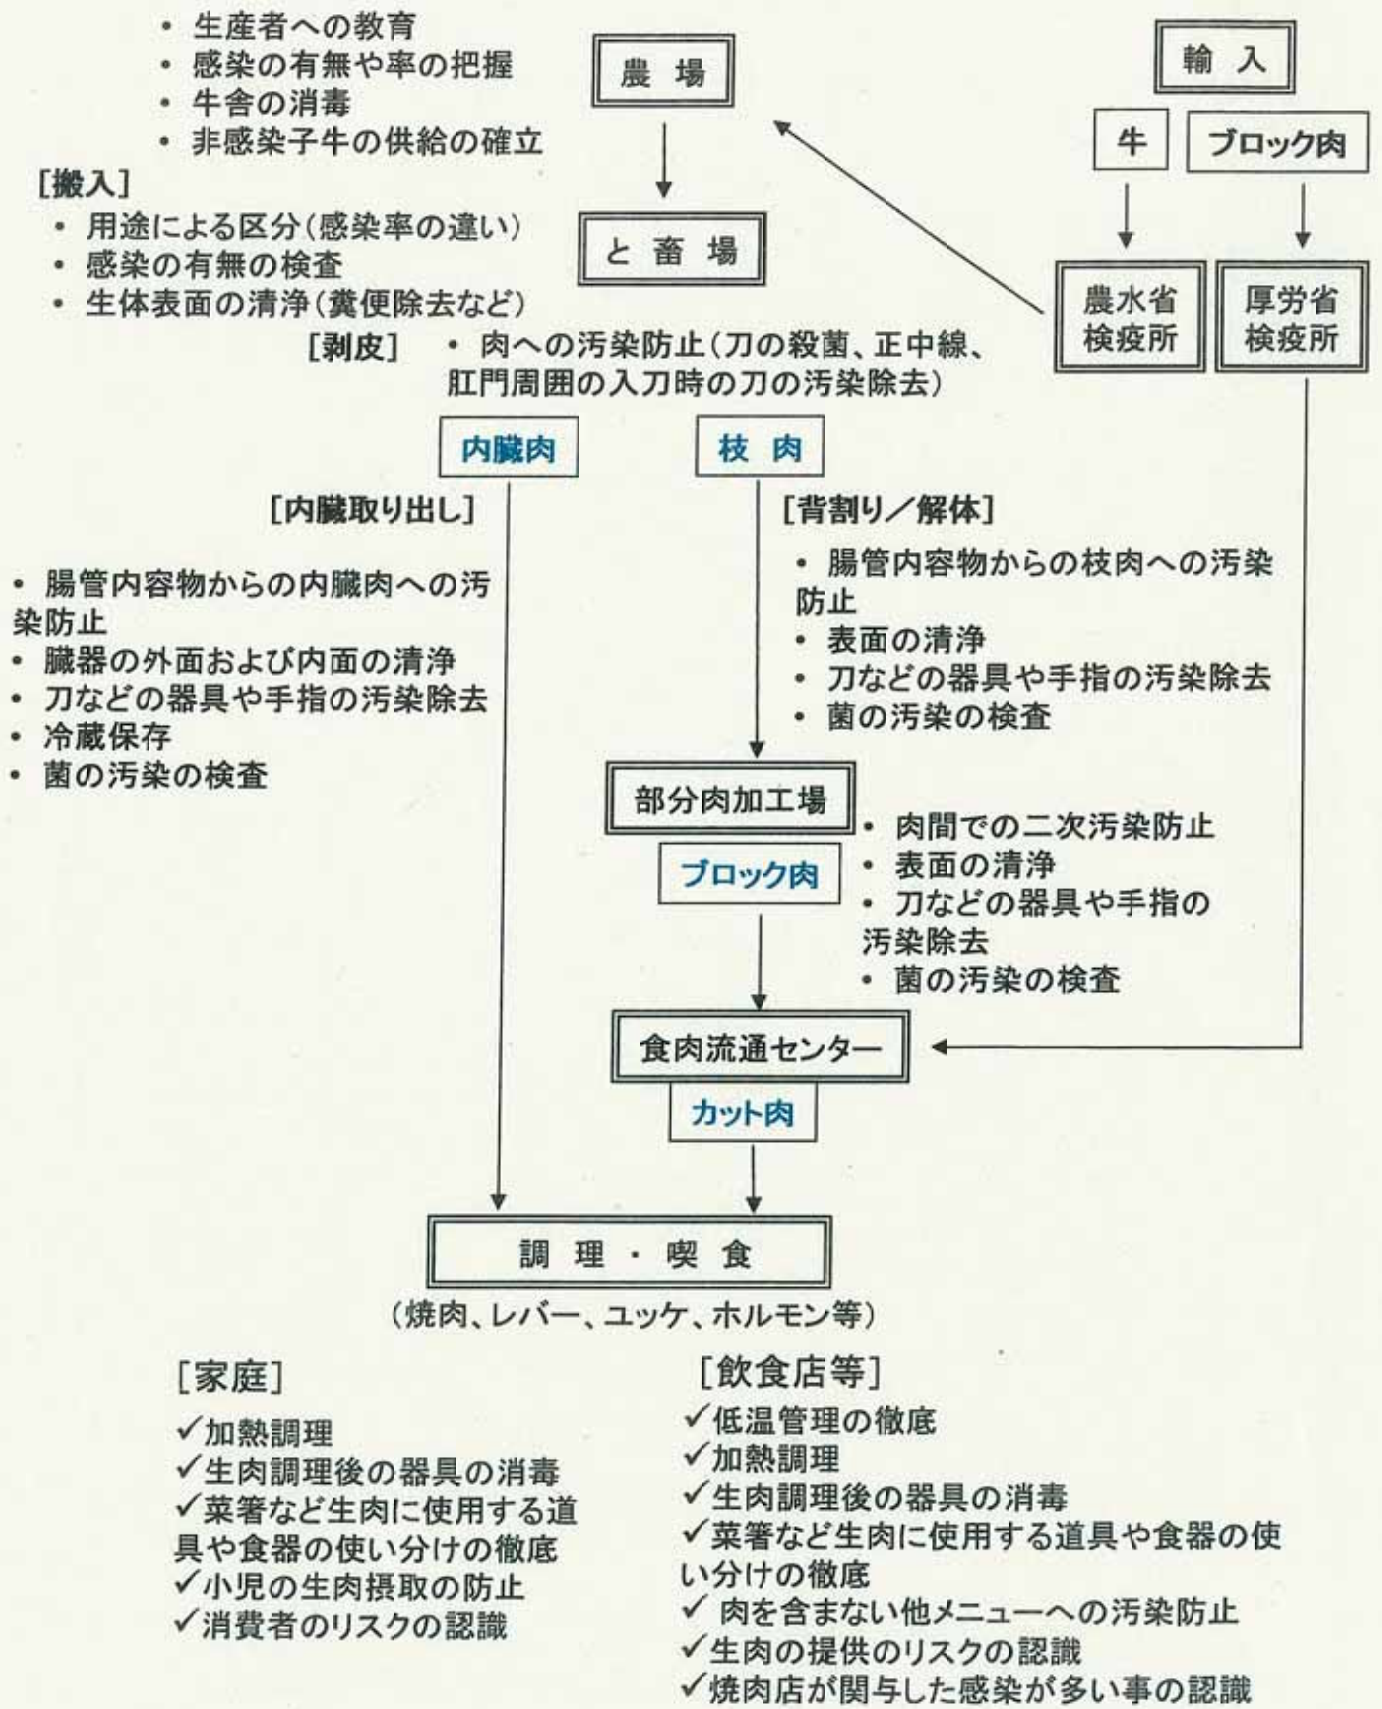 • 生産者への教育
• 感染の有無や率の把握
• 牛舎の消毒
• 非感染子牛の供給の確立
農 場
輸 入
牛
ブロック肉
[搬入]
• 用途による区分(感染率の違い)
• 感染の有無の検査
• 生体表面の清浄(糞便除去など)
と 畜 場
農水省
検疫所
厚労省
検疫所
[剥皮]
• 肉への汚染防止(刀の殺菌、正中線、
肛門周囲の入刀時の刀の汚染除去)
内臓肉
枝 肉
[内臓取り出し]
• 腸管内容物からの内臓肉への汚
染防止
• 臓器の外面および内面の清浄
• 刀などの器具や手指の汚染除去
• 冷蔵保存
• 菌の汚染の検査
[背割り/解体]
• 腸管内容物からの枝肉への汚染
防止
• 表面の清浄
• 刀などの器具や手指の汚染除去
• 菌の汚染の検査
部分肉加工場
ブロック肉
• 肉間での二次汚染防止
• 表面の清浄
• 刀などの器具や手指の
汚染除去
• 菌の汚染の検査
食肉流通センター
カット肉
調 理 ・ 喫 食
(焼肉、レバー、ユッケ、ホルモン等)
[家庭]
✓加熱調理
✓生肉調理後の器具の消毒
✓菜箸など生肉に使用する道
具や食器の使い分けの徹底
✓小児の生肉摂取の防止
✓消費者のリスクの認識
[飲食店等]
✓低温管理の徹底
✓加熱調理
✓生肉調理後の器具の消毒
✓菜箸など生肉に使用する道具や食器の使
い分けの徹底
✓ 肉を含まない他メニューへの汚染防止
✓生肉の提供のリスクの認識
✓焼肉店が関与した感染が多い事の認識